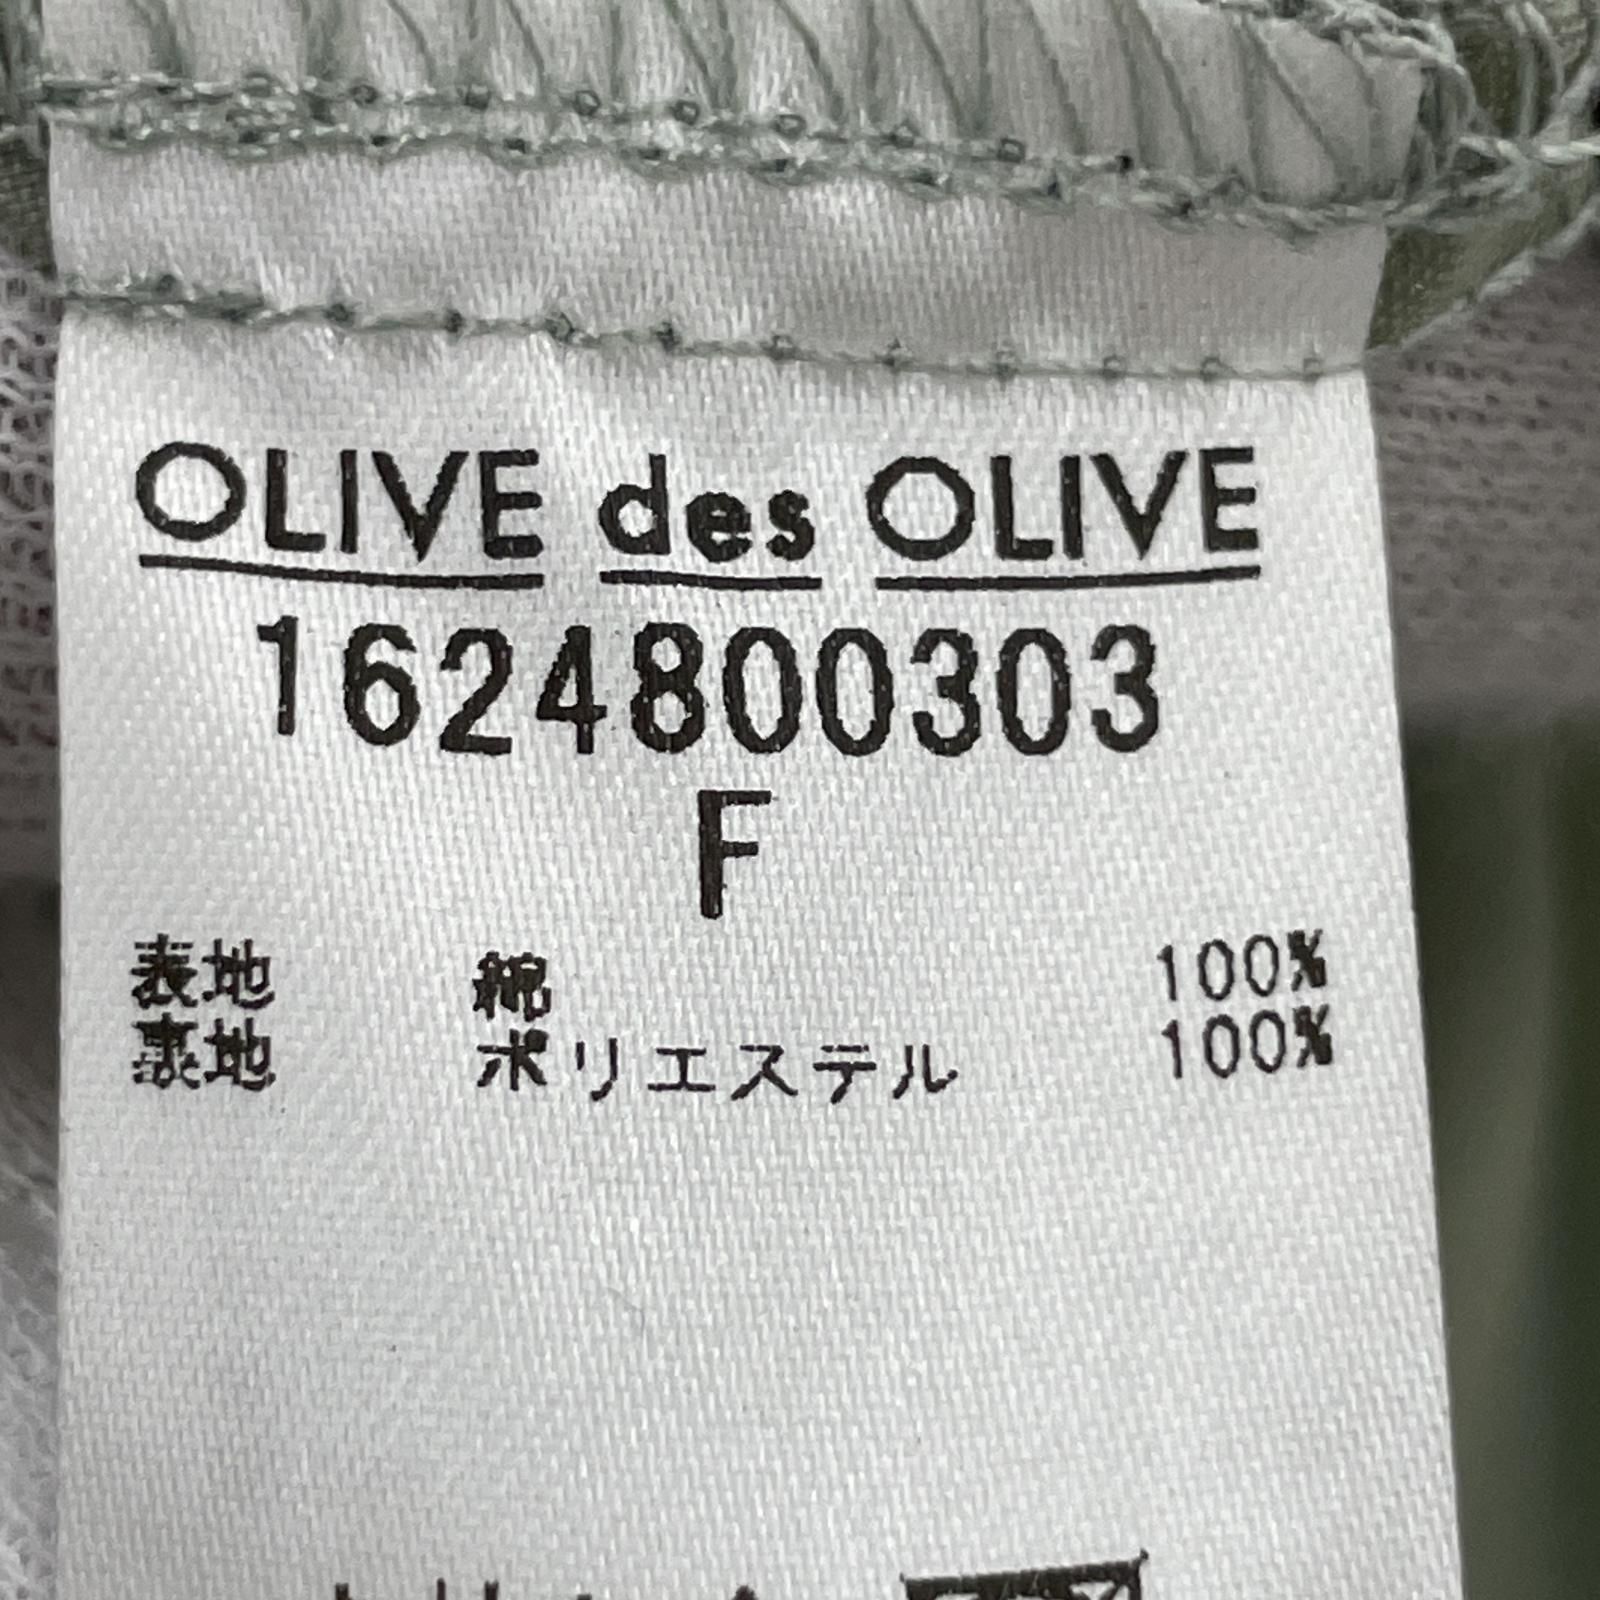 OLIVE des OLIVE
1624800303
F
表地 綿 100%
裏地 ポリエステル 100%